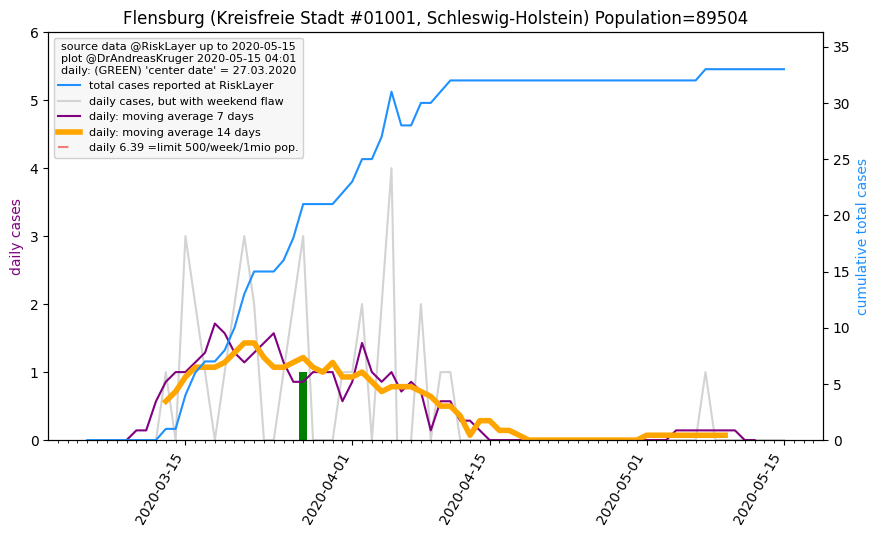 Flensburg (Kreisfreie Stadt #01001, Schleswig-Holstein) Population=89504
source data @RiskLayer up to 2020-05-15
plot @DrAndreasKruger 2020-05-15 04:01
daily: (GREEN) 'center date' = 27.03.2020
total cases reported at RiskLayer
daily cases, but with weekend flaw
daily: moving average 7 days
daily: moving average 14 days
daily 6.39 =limit 500/week/1mio pop.
daily cases
6
5
4
3
2
1
0
35
30
25
20
15
10
5
0
cumulative total cases
2020-03-15
2020-04-01
2020-04-15
2020-05-01
2020-05-15